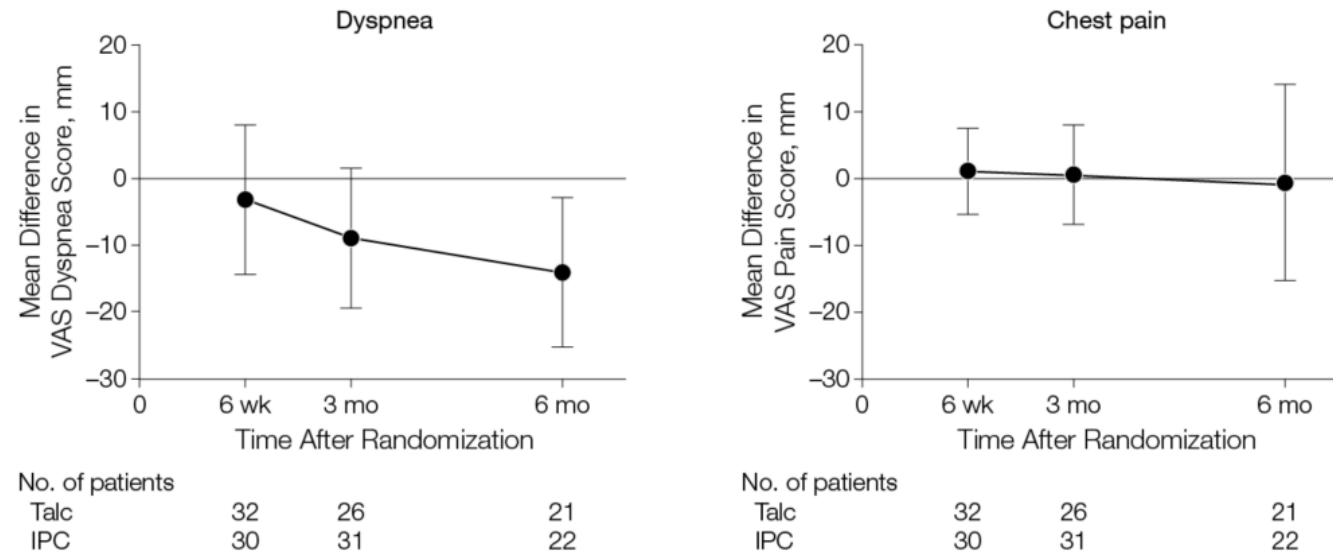 Dyspnea
Mean Difference in
VAS Dyspnea Score, mm
20
10
0
–10
–20
–30
0 6 wk 3 mo 6 mo
Time After Randomization
No. of patients
Talc 32 26 21
IPC 30 31 22
Chest pain
Mean Difference in
VAS Pain Score, mm
20
10
0
–10
–20
–30
0 6 wk 3 mo 6 mo
Time After Randomization
No. of patients
Talc 32 26 21
IPC 30 31 22